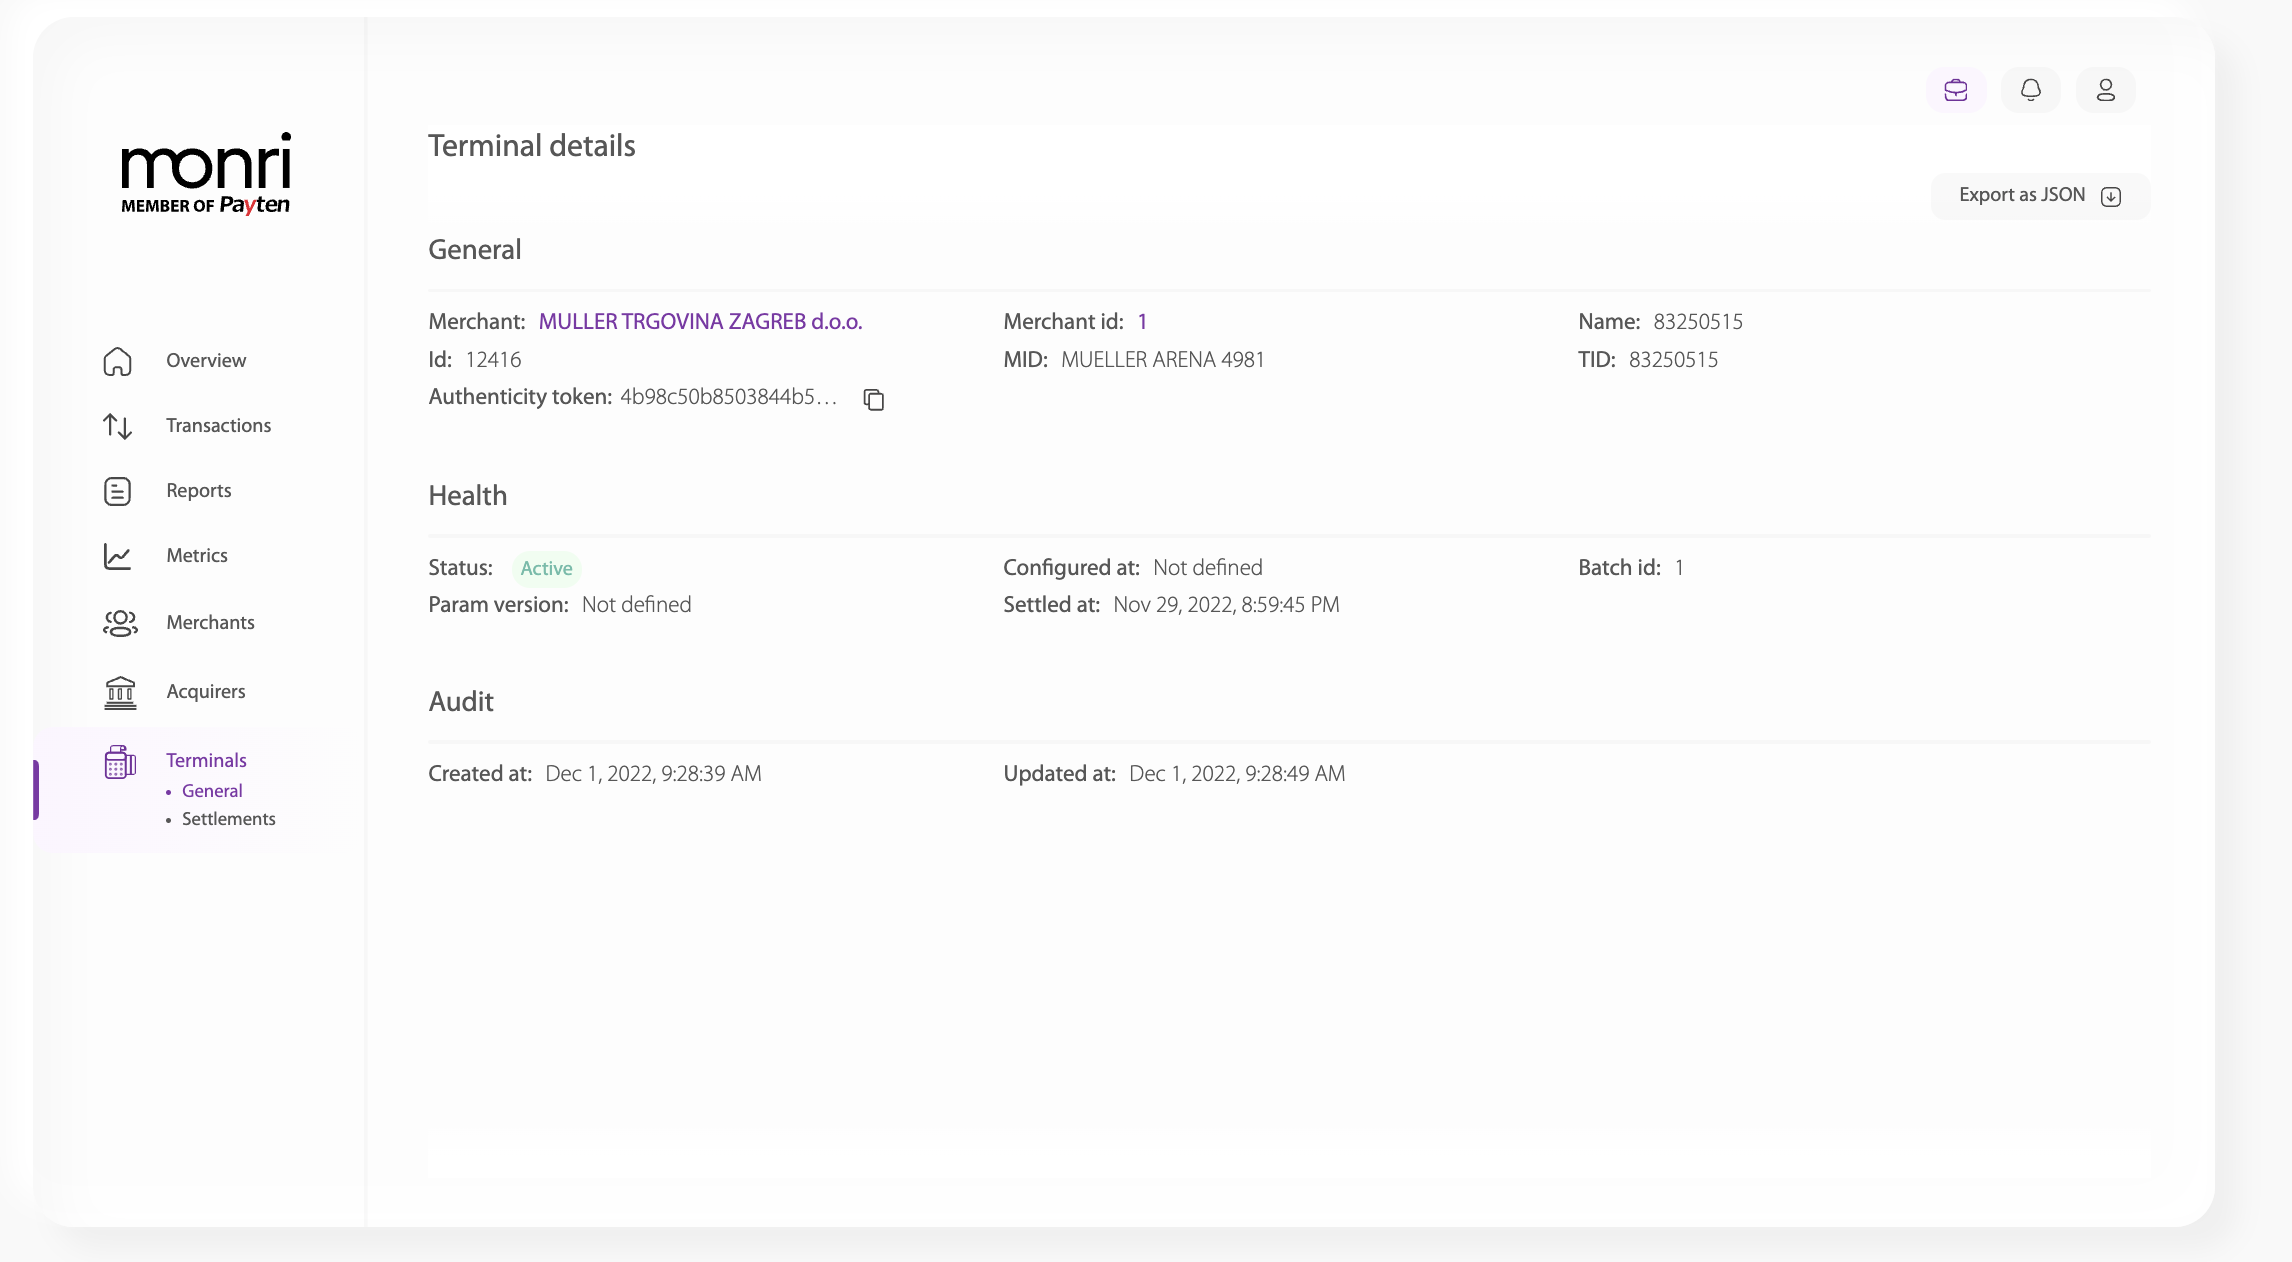 monri
MEMBER OF Payten
Overview
Transactions
Reports
Metrics
Merchants
Acquirers
Terminals
• General
• Settlements
Terminal details
Export as JSON
General
Merchant: MULLER TRGOVINA ZAGREB d.o.o. Merchant id: 1 Name: 83250515
Id: 12416 MID: MUELLER ARENA 4981 TID: 83250515
Authenticity token: 4b98c50b8503844b5...
Health
Status: Active Configured at: Not defined Batch id: 1
Param version: Not defined Settled at: Nov 29, 2022, 8:59:45 PM
Audit
Created at: Dec 1, 2022, 9:28:39 AM Updated at: Dec 1, 2022, 9:28:49 AM